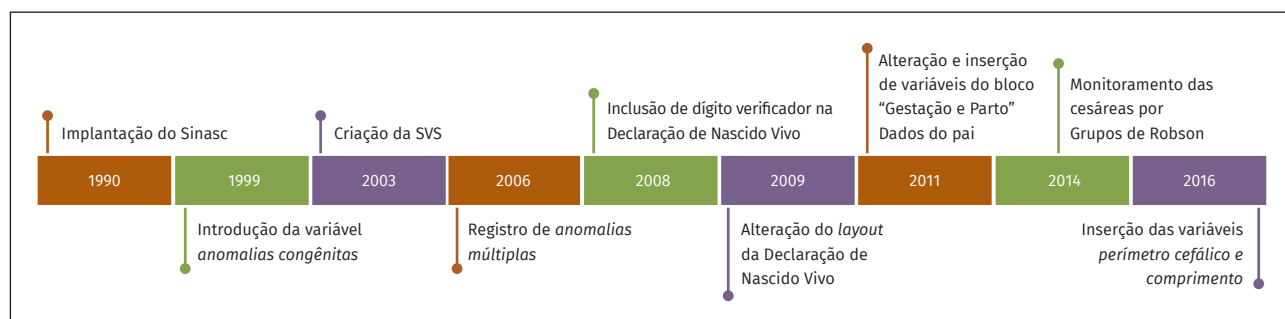 Implantação do Sinasc
Criação da SVS
Inclusão de dígito verificador na
Declaração de Nascido Vivo
Alteração e inserção
de variáveis do bloco
“Gestação e Parto”
Dados do pai
Monitoramento das
cesáreas por
Grupos de Robson
1990
1999
2003
2006
2008
2009
2011
2014
2016
Introdução da variável
anomalias congênitas
Registro de anomalias
múltiplas
Alteração do layout
da Declaração de
Nascido Vivo
Inserção das variáveis
perímetro cefálico e
comprimento